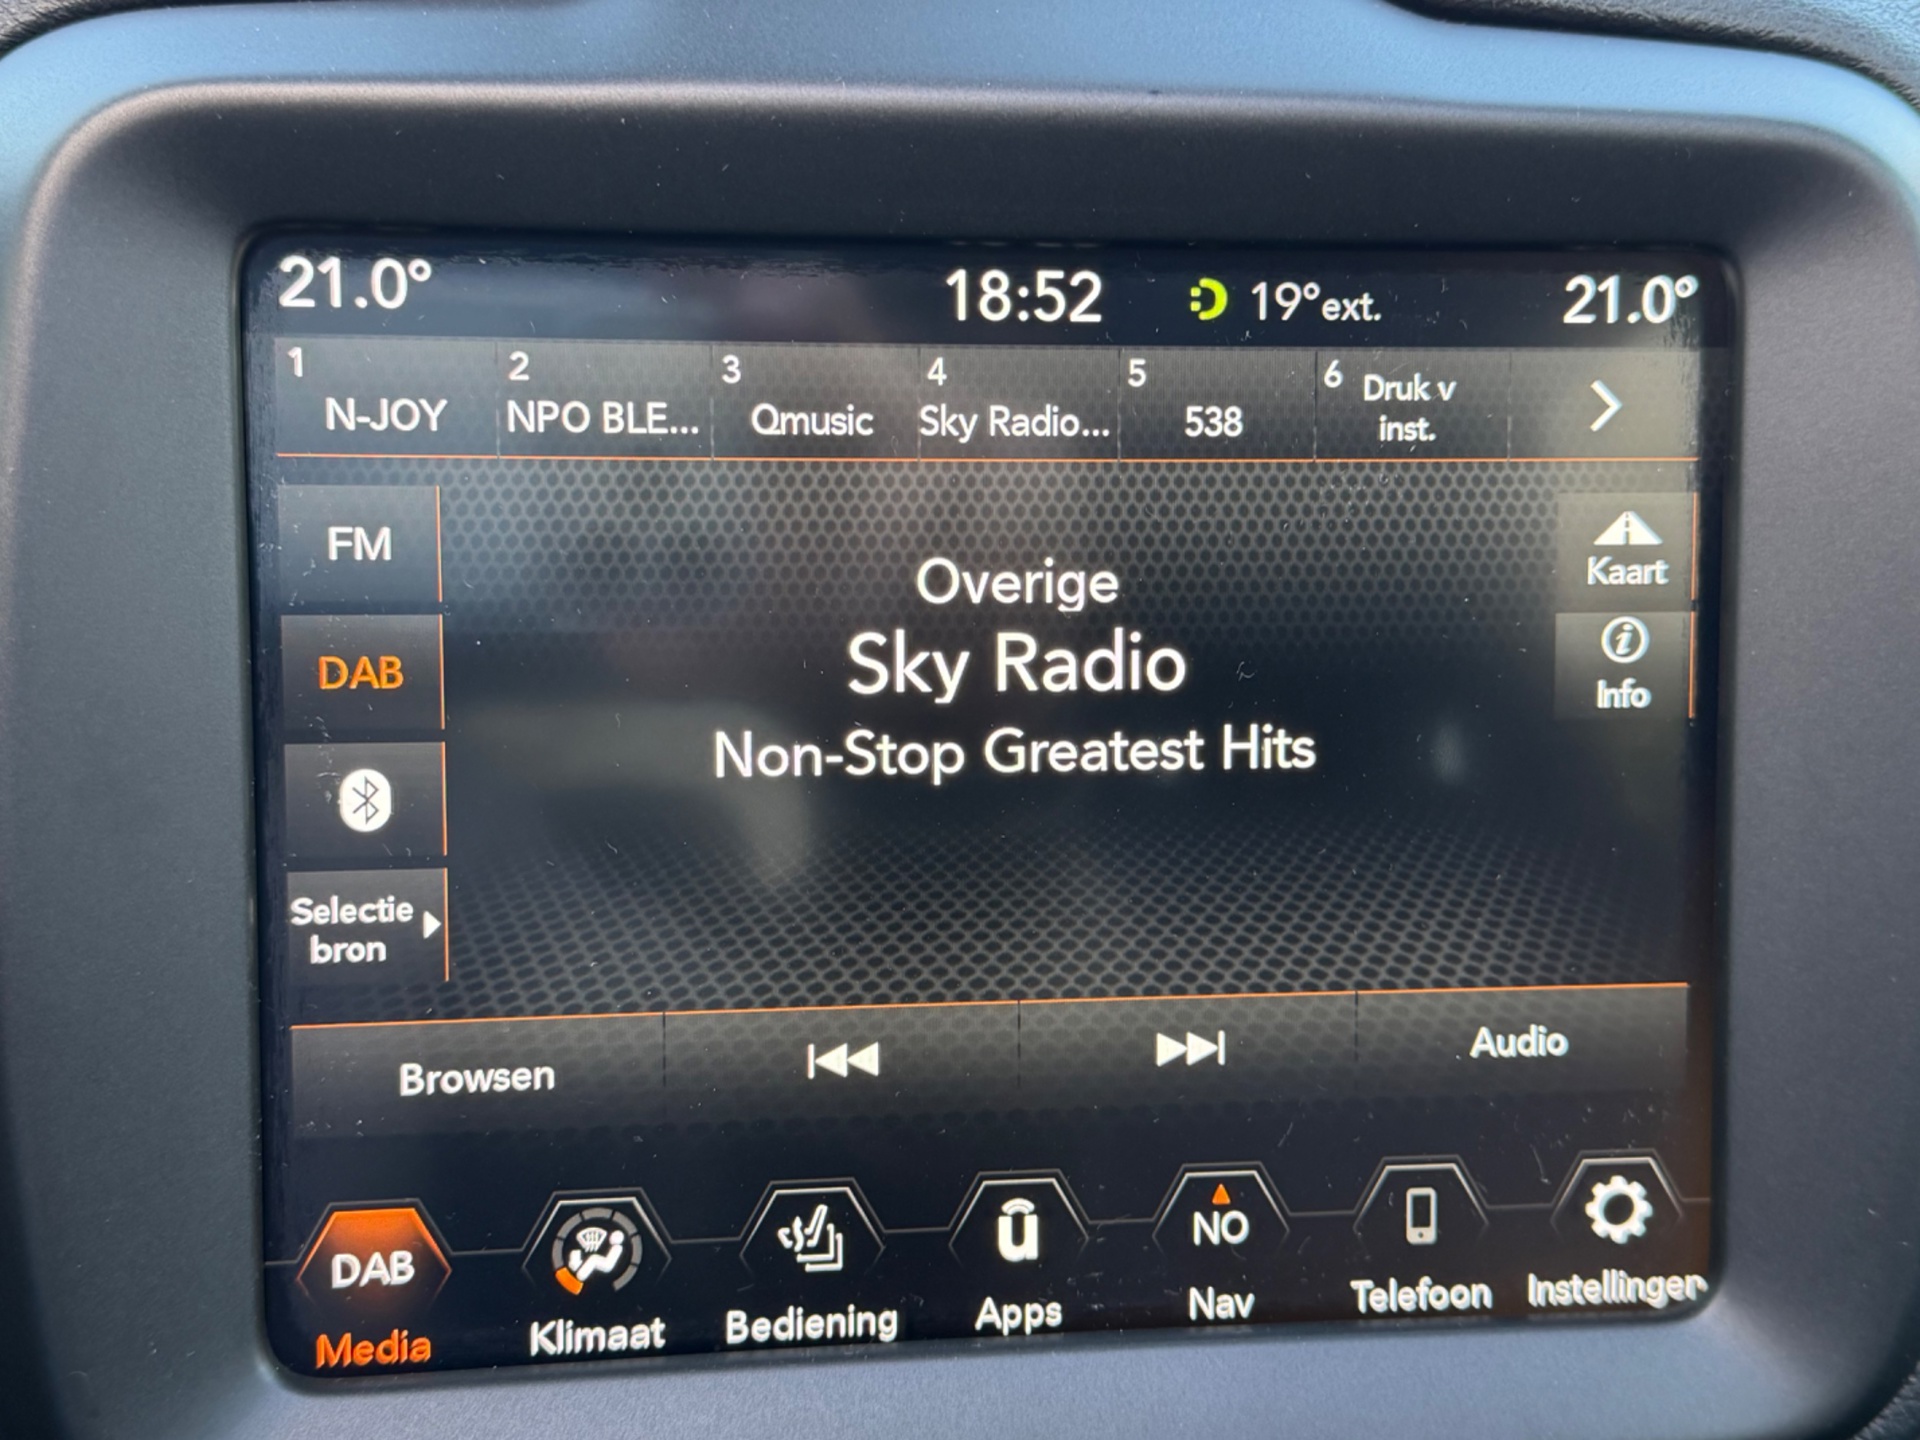 21.0°
18:52
19°ext.
21.0°
1
N-JOY
2
NPO BLE...
3
Qmusic
4
Sky Radio...
5
538
6
Druk v
inst.
FM
DAB
Selectie
bron
Overige
Sky Radio
Non-Stop Greatest Hits
Kaart
Info
Browsen
Audio
DAB
Media
Klimaat
Bediening
Apps
NO
Nav
Telefoon
Instellingen